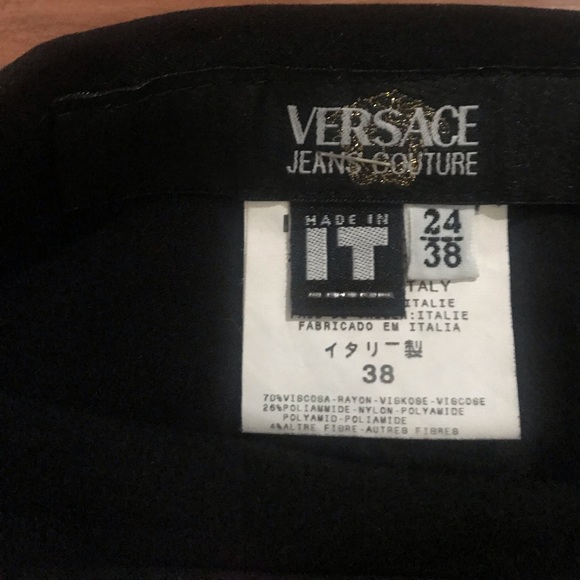 VERSACE
JEANS COUTURE
MADE IN
IT
24
38
TALY
ITALIE
:ITALIE
FABRICADO EM ITALIA
イタリー製
38
70%VISCOSA-RAYON-VISKOSE-VISCOSE
26%POLIAMMIDE-NYLON-POLYAMIDE
POLYAMID-POLIAMIDE
4%ALTRE FIBRE-AUTRES FIBRES